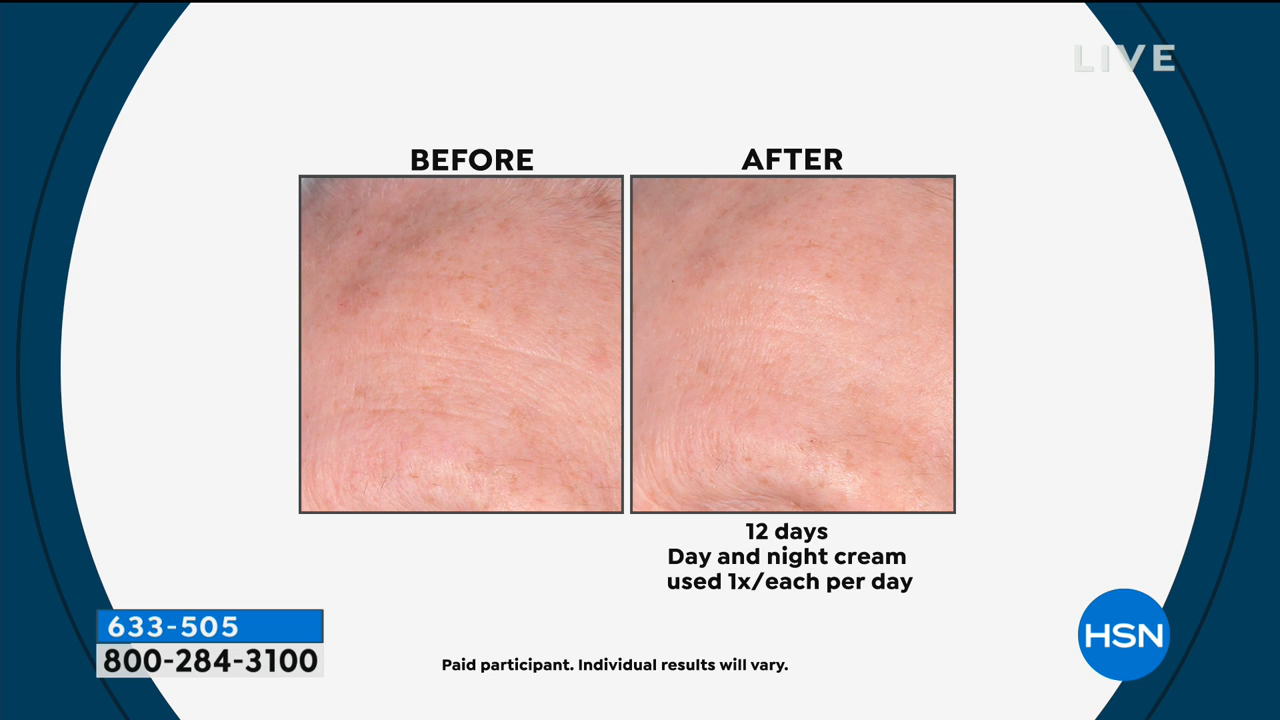 LIVE
BEFORE
AFTER
12 days
Day and night cream
used 1x/each per day
633-505
800-284-3100
Paid participant. Individual results will vary.
HSN